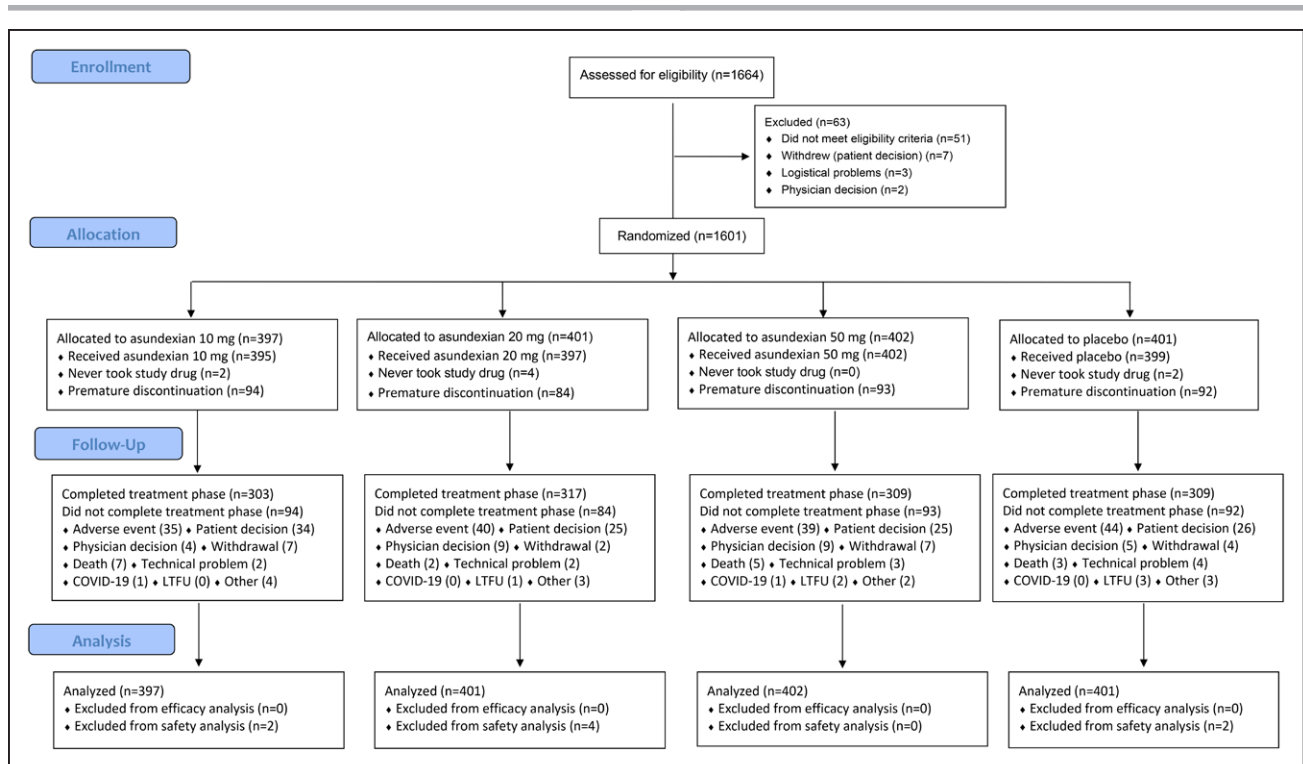 Enrollment
Assessed for eligibility (n=1664)
Excluded (n=63)
♦ Did not meet eligibility criteria (n=51)
♦ Withdrew (patient decision) (n=7)
♦ Logistical problems (n=3)
♦ Physician decision (n=2)
Allocation
Randomized (n=1601)
Allocated to asundexian 10 mg (n=397)
♦ Received asundexian 10 mg (n=395)
♦ Never took study drug (n=2)
♦ Premature discontinuation (n=94)
Allocated to asundexian 20 mg (n=401)
♦ Received asundexian 20 mg (n=397)
♦ Never took study drug (n=4)
♦ Premature discontinuation (n=84)
Allocated to asundexian 50 mg (n=402)
♦ Received asundexian 50 mg (n=402)
♦ Never took study drug (n=0)
♦ Premature discontinuation (n=93)
Allocated to placebo (n=401)
♦ Received placebo (n=399)
♦ Never took study drug (n=2)
♦ Premature discontinuation (n=92)
Follow-Up
Completed treatment phase (n=303)
Did not complete treatment phase (n=94)
♦ Adverse event (35) ♦ Patient decision (34)
♦ Physician decision (4) ♦ Withdrawal (7)
♦ Death (7) ♦ Technical problem (2)
♦ COVID-19 (1) ♦ LTFU (0) ♦ Other (4)
Completed treatment phase (n=317)
Did not complete treatment phase (n=84)
♦ Adverse event (40) ♦ Patient decision (25)
♦ Physician decision (9) ♦ Withdrawal (2)
♦ Death (2) ♦ Technical problem (2)
♦ COVID-19 (0) ♦ LTFU (1) ♦ Other (3)
Completed treatment phase (n=309)
Did not complete treatment phase (n=93)
♦ Adverse event (39) ♦ Patient decision (25)
♦ Physician decision (9) ♦ Withdrawal (7)
♦ Death (5) ♦ Technical problem (3)
♦ COVID-19 (1) ♦ LTFU (2) ♦ Other (2)
Completed treatment phase (n=309)
Did not complete treatment phase (n=92)
♦ Adverse event (44) ♦ Patient decision (26)
♦ Physician decision (5) ♦ Withdrawal (4)
♦ Death (3) ♦ Technical problem (4)
♦ COVID-19 (0) ♦ LTFU (3) ♦ Other (3)
Analysis
Analyzed (n=397)
♦ Excluded from efficacy analysis (n=0)
♦ Excluded from safety analysis (n=2)
Analyzed (n=401)
♦ Excluded from efficacy analysis (n=0)
♦ Excluded from safety analysis (n=4)
Analyzed (n=402)
♦ Excluded from efficacy analysis (n=0)
♦ Excluded from safety analysis (n=0)
Analyzed (n=401)
♦ Excluded from efficacy analysis (n=0)
♦ Excluded from safety analysis (n=2)